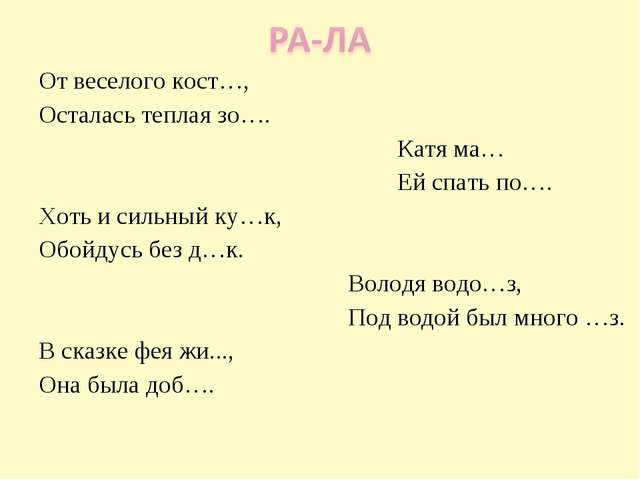 РА-ЛА
От веселого кост…,
Осталась теплая зо….
Катя ма…
Ей спать по….
Хоть и сильный ку…к,
Обойдусь без д…к.
Володя водо…з,
Под водой был много …з.
В сказке фея жи...,
Она была доб….